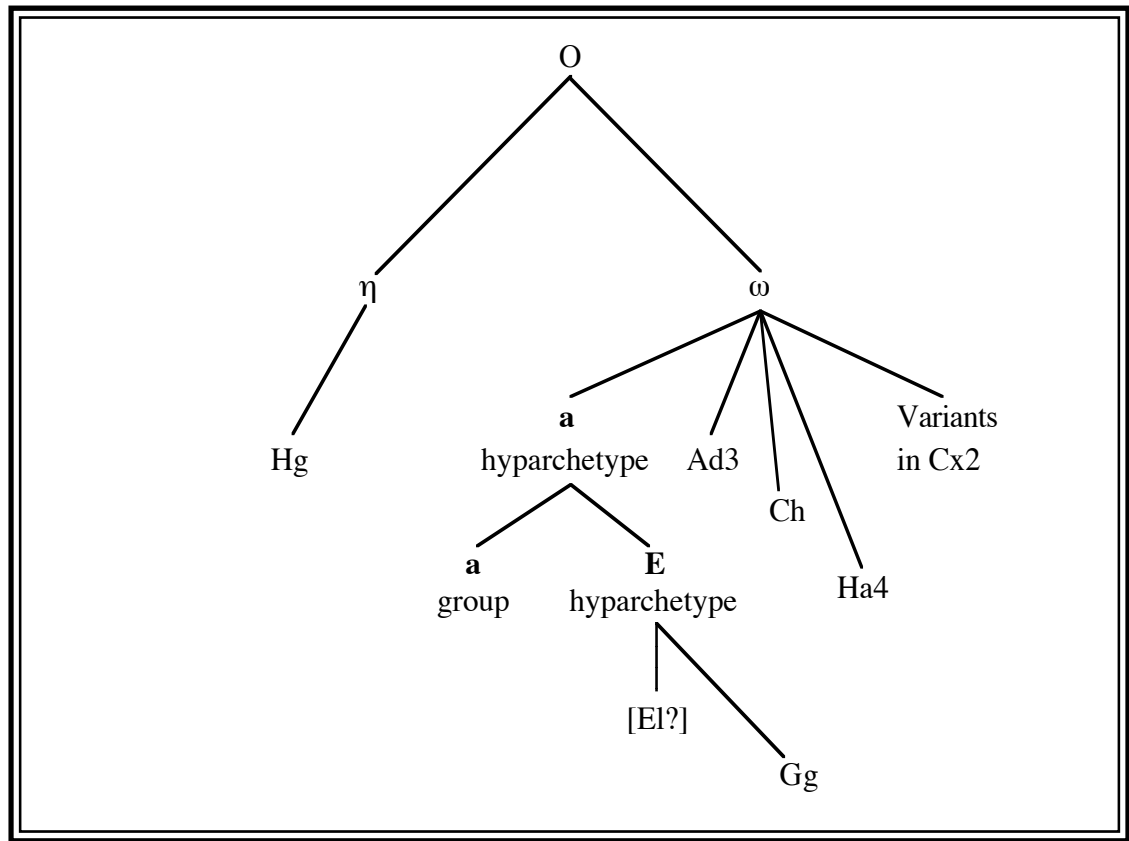 O
η
ω
a
hyparchetype
Hg
Ad3
Variants
in Cx2
Ch
a
group
E
hyparchetype
Ha4
[El?]
Gg